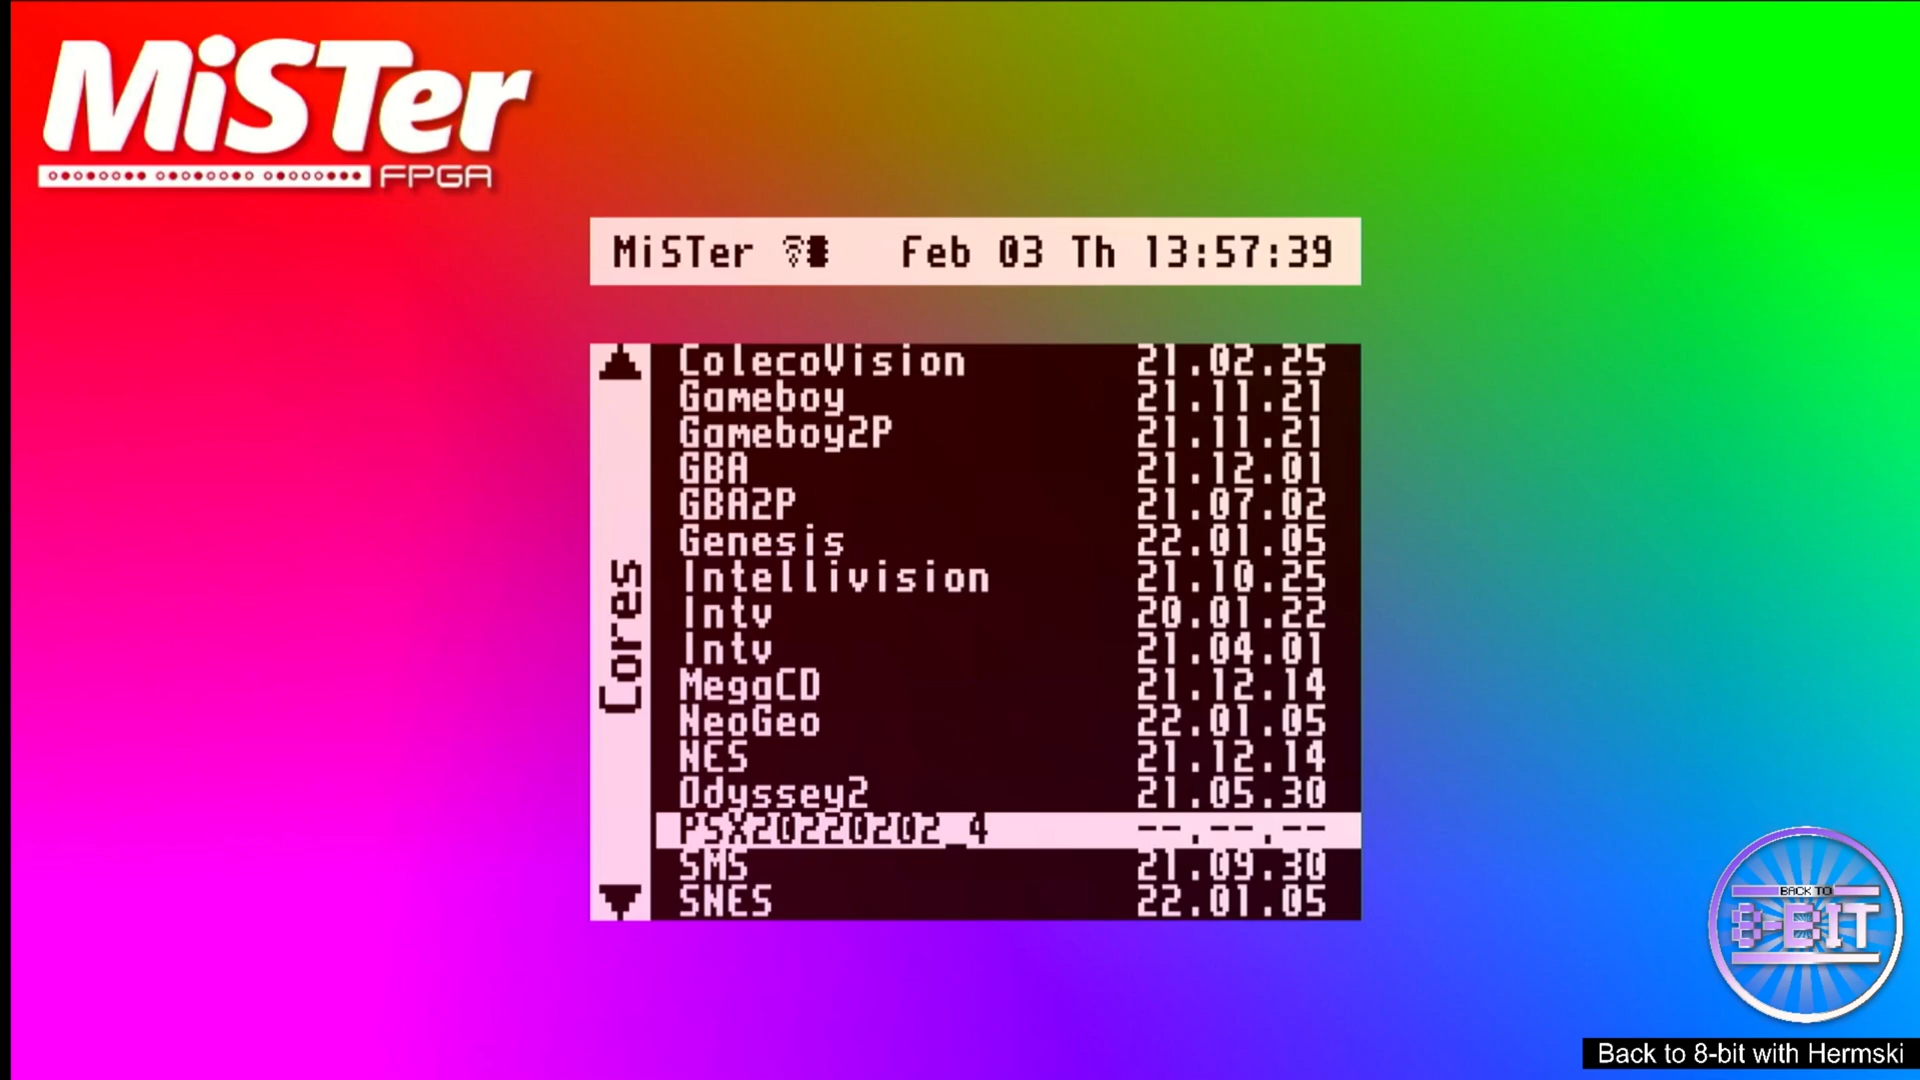 MiSTer
FPGA
MiSTer Feb 03 Th 13:57:39
Cores
ColecoVision 21.02.25
Gameboy 21.11.21
Gameboy2P 21.11.21
GBA 21.12.01
GBA2P 21.07.02
Genesis 22.01.05
Intellivision 21.10.25
Intv 20.01.22
Intv 21.04.01
MegaCD 21.12.14
NeoGeo 22.01.05
NES 21.12.14
Odyssey2 21.05.30
PSX20220202_4 --.--.--
SMS 21.09.30
SNES 22.01.05
BACK TO
8-BIT
Back to 8-bit with Hermski